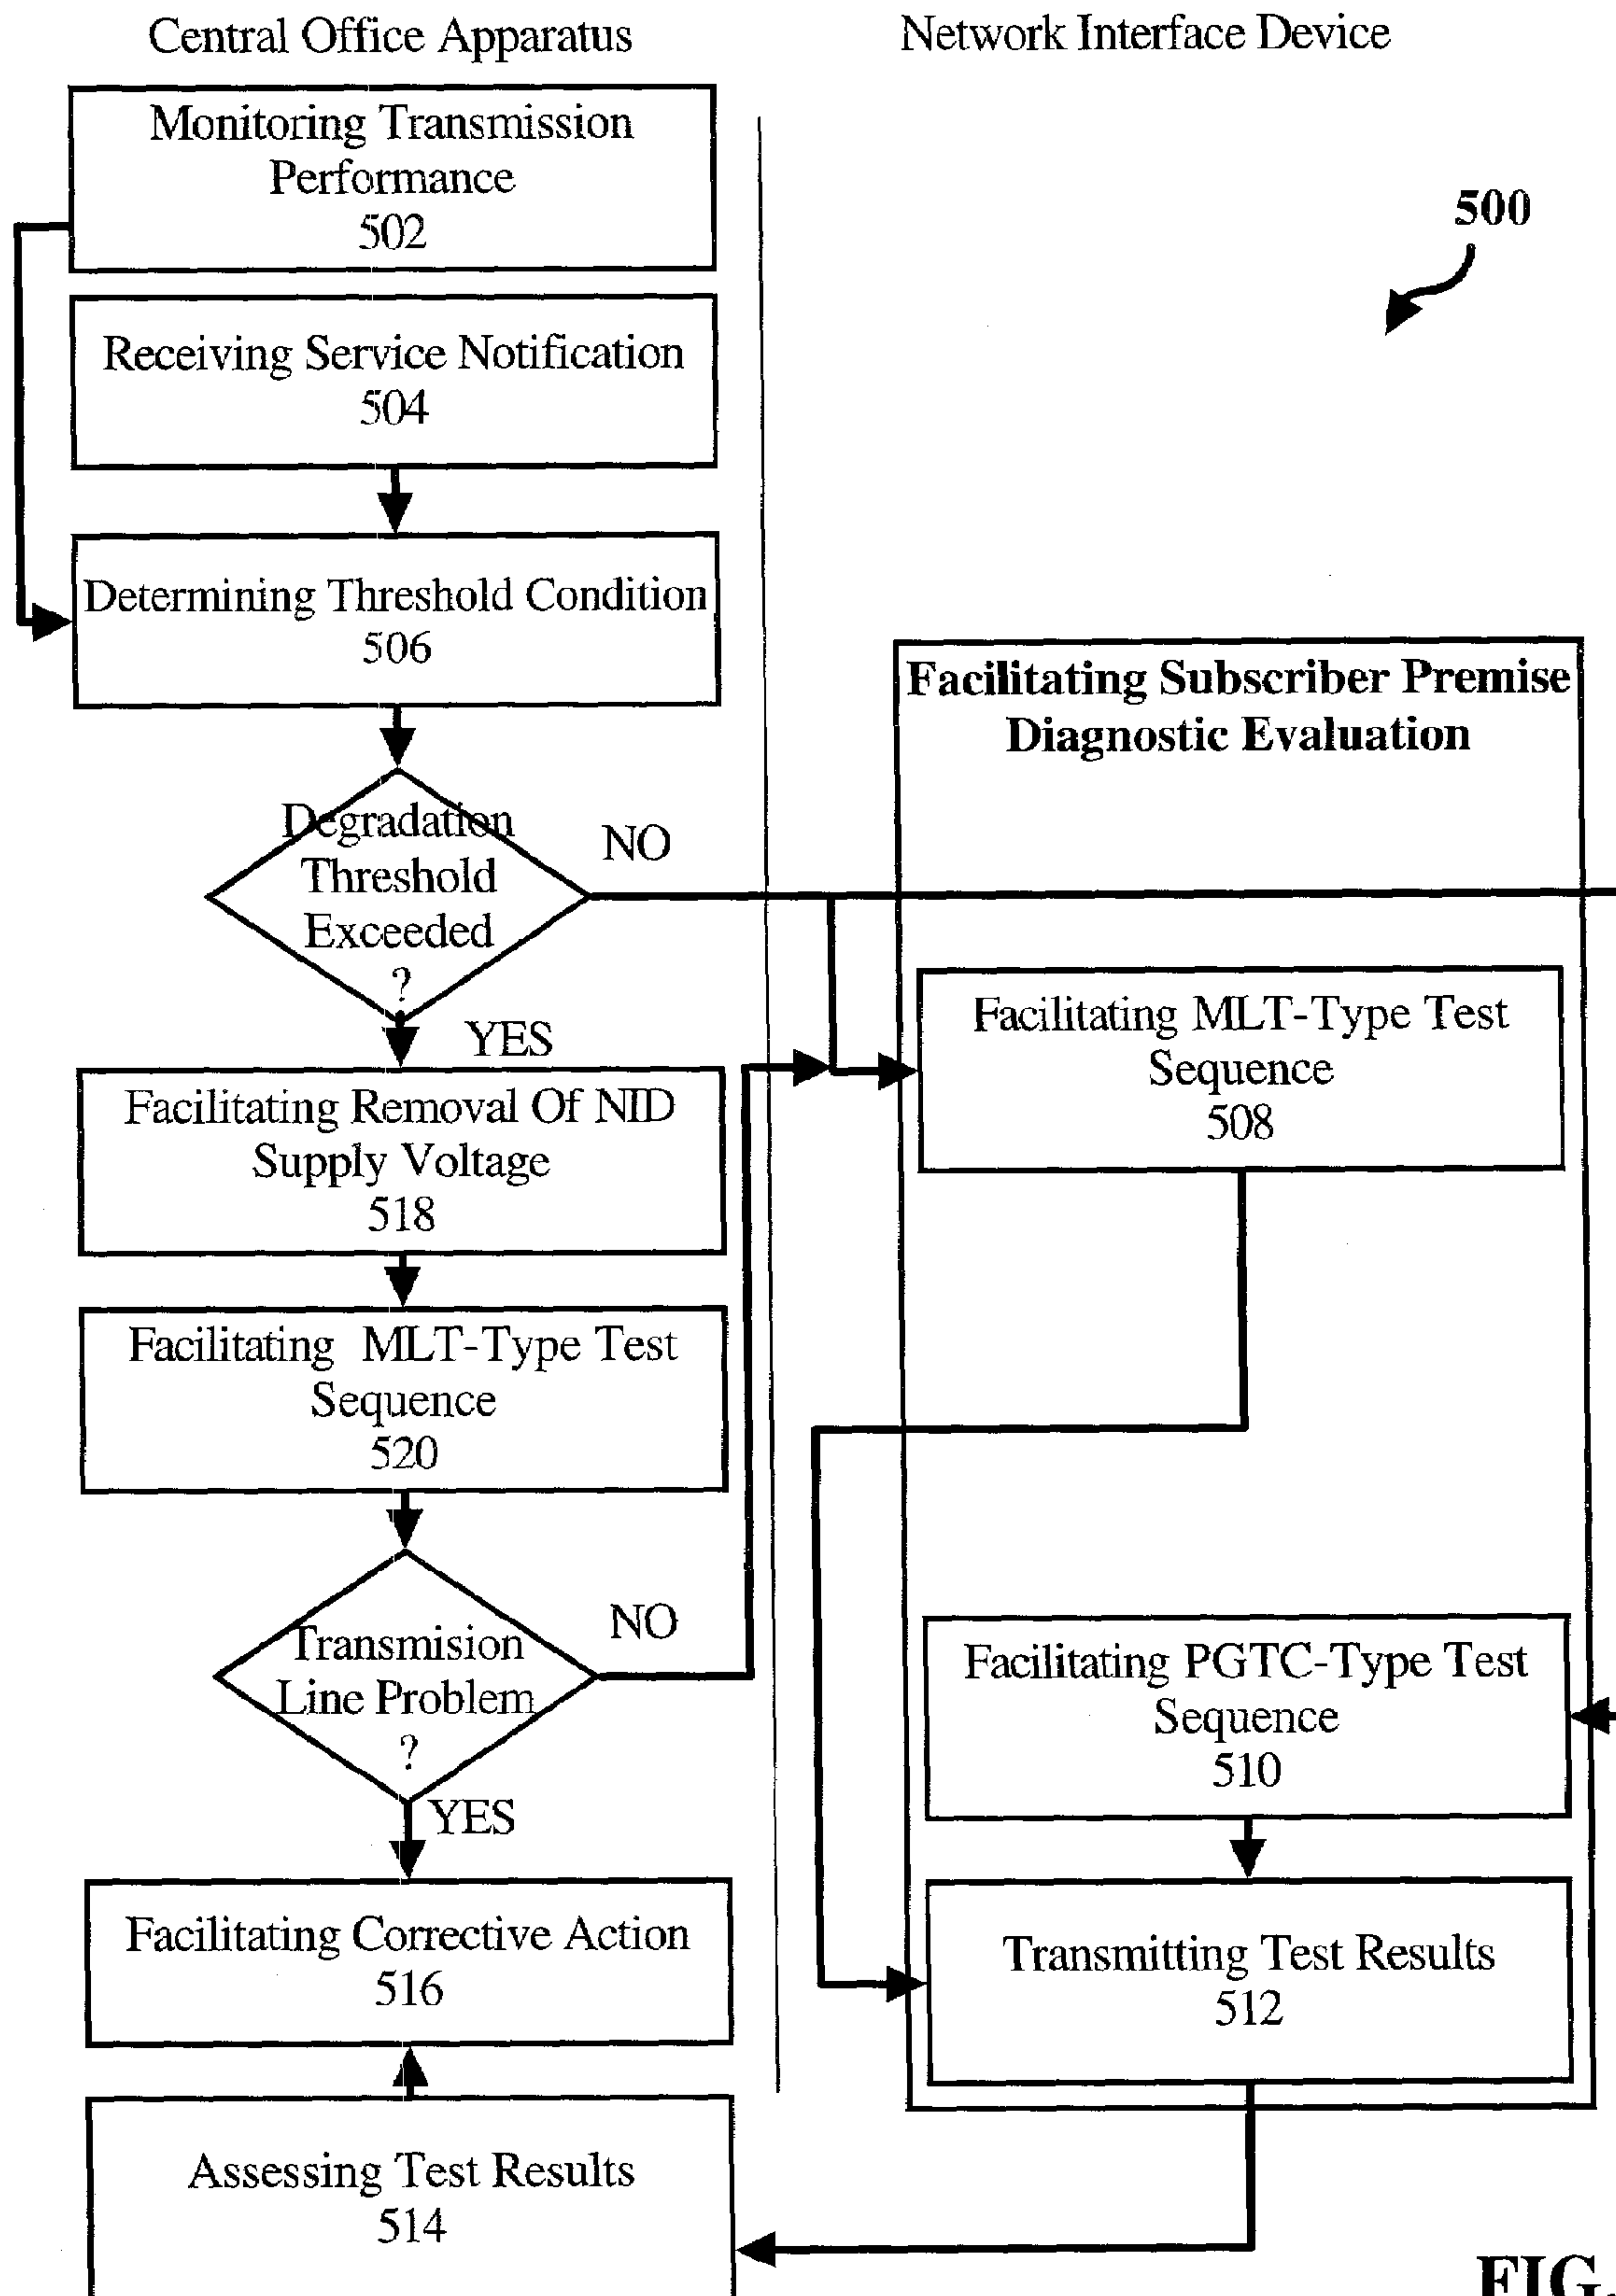 Central Office Apparatus
Network Interface Device
Monitoring Transmission
Performance
502
500
Receiving Service Notification
504
Determining Threshold Condition
506
Facilitating Subscriber Premise
Diagnostic Evaluation
Degradation
Threshold
Exceeded
?
NO
YES
Facilitating MLT-Type Test
Sequence
508
Facilitating Removal Of NID
Supply Voltage
518
Facilitating MLT-Type Test
Sequence
520
Transmision
Line Problem
?
NO
YES
Facilitating PGTC-Type Test
Sequence
510
Facilitating Corrective Action
516
Transmitting Test Results
512
Assessing Test Results
514
FIG.